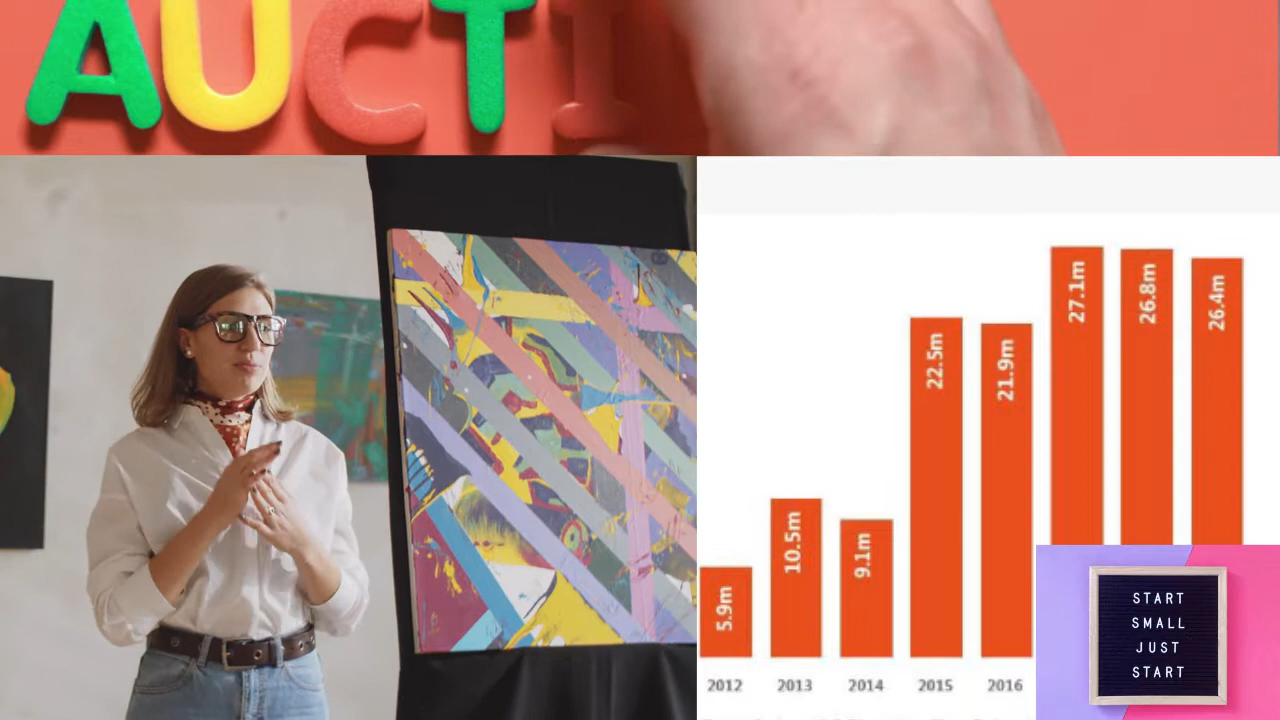 AUCTI
5.9m
10.5m
9.1m
22.5m
21.9m
27.1m
26.8m
26.4m
2012 2013 2014 2015 2016
START
SMALL
JUST
START